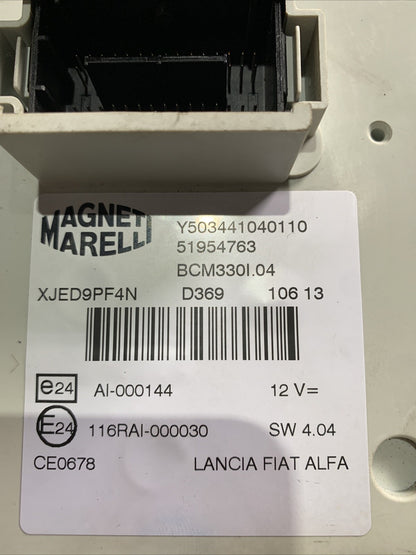 MAGNETI
MARELLI
Y503441040110
51954763
BCM330I.04
XJED9PF4N D369 106 13
e24 AI-000144 12 V=
E24 116RAI-000030 SW 4.04
CE0678 LANCIA FIAT ALFA